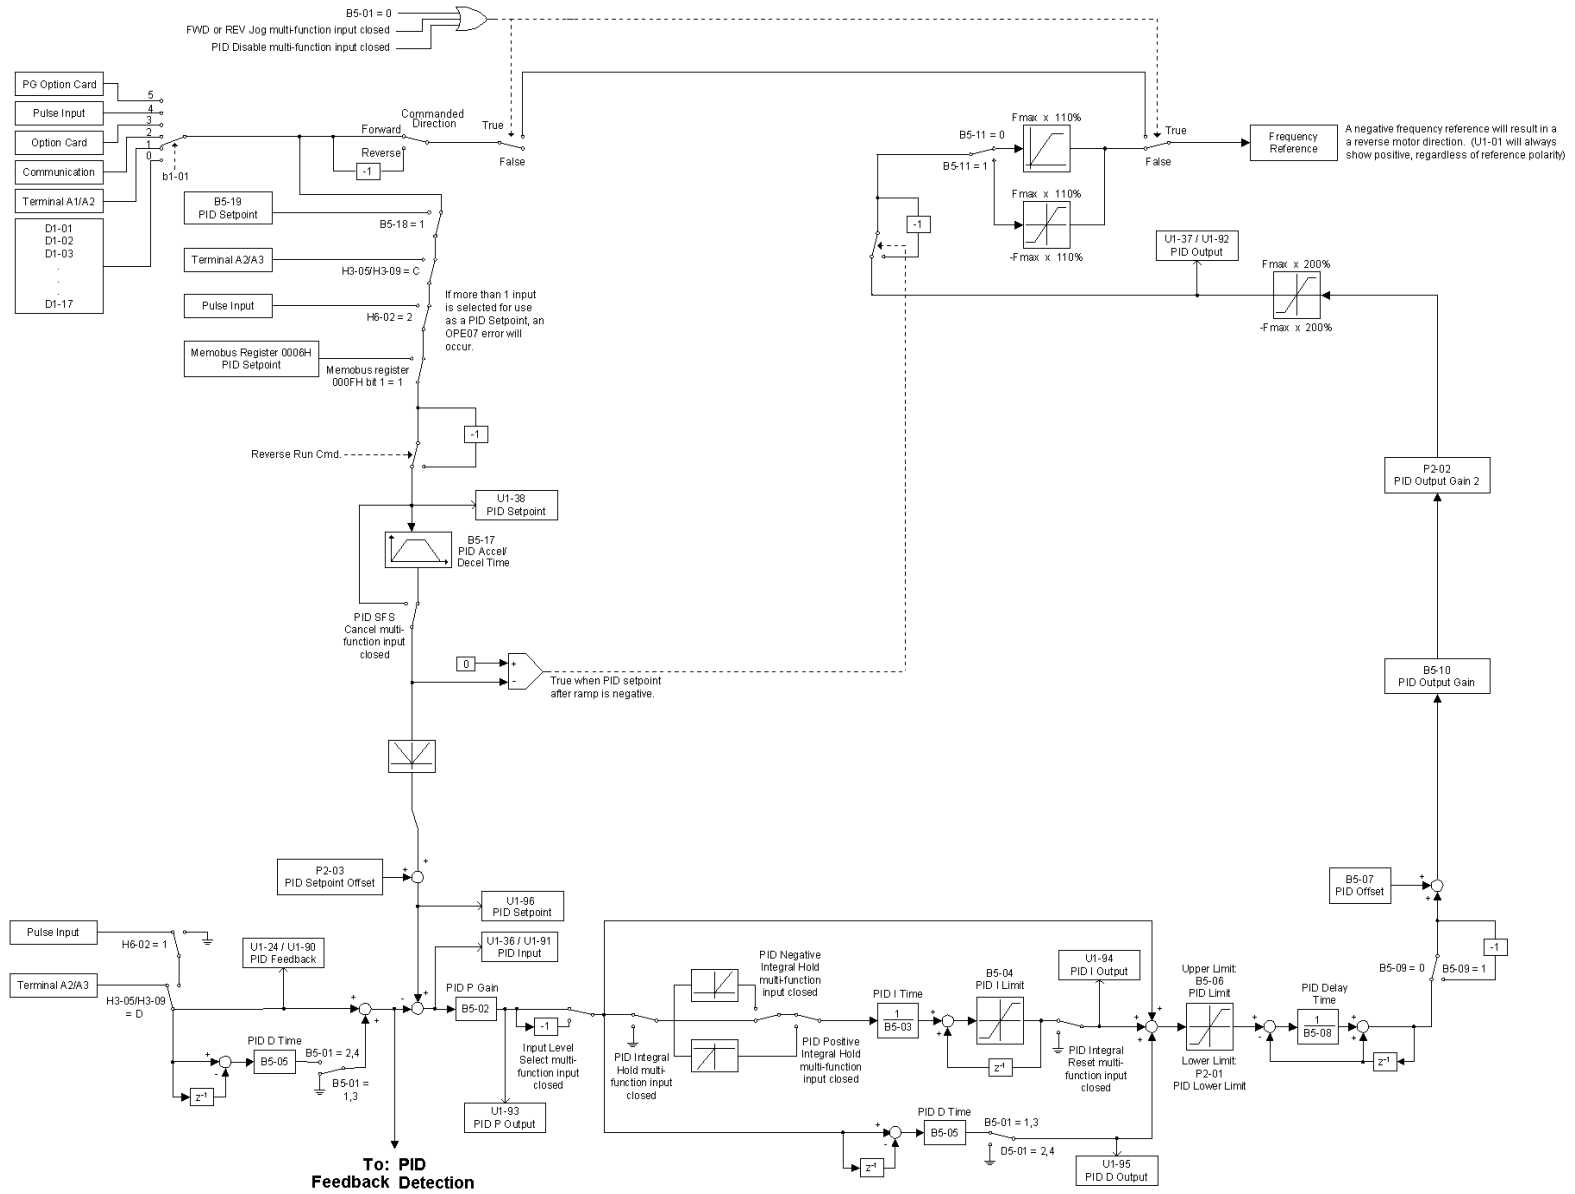 B5-01 = 0
FWD or REV Jog multi-function input closed
PID Disable multi-function input closed
PG Option Card
Pulse Input
Option Card
Communication
Terminal A1/A2
D1-01
D1-02
D1-03
.
.
.
D1-17
5
4
3
2
1
0
b1-01
Forward
Reverse
-1
Commanded
Direction
True
False
B5-19
PID Setpoint
B5-18 = 1
Terminal A2/A3
H3-05/H3-09 = C
Pulse Input
H6-02 = 2
Memobus Register 0006H
PID Setpoint
Memobus register
000FH bit 1 = 1
If more than 1 input
is selected for use
as a PID Setpoint, an
OPE07 error will
occur.
-1
Reverse Run Cmd.
U1-38
PID Setpoint
B5-17
PID Accel/
Decel Time
PID SFS
Cancel multi-
function input
closed
0
+
-
True when PID setpoint
after ramp is negative.
B5-11 = 0
B5-11 = 1
Fmax x 110%
Fmax x 110%
-Fmax x 110%
-1
True
False
Frequency
Reference
A negative frequency reference will result in a
a reverse motor direction. (U1-01 will always
show positive, regardless of reference polarity)
U1-37 / U1-92
PID Output
Fmax x 200%
-Fmax x 200%
P2-02
PID Output Gain 2
B5-10
PID Output Gain
B5-07
PID Offset
+
+
-1
B5-09 = 0
B5-09 = 1
P2-03
PID Setpoint Offset
+
+
U1-96
PID Setpoint
U1-36 / U1-91
PID Input
Pulse Input
H6-02 = 1
Terminal A2/A3
H3-05/H3-09
= D
U1-24 / U1-90
PID Feedback
PID D Time
B5-05
+
-
z-1
B5-01 = 2,4
B5-01 =
1,3
+
+
-
+
To: PID
Feedback Detection
PID P Gain
B5-02
-1
Input Level
Select multi-
function input
closed
U1-93
PID P Output
PID Integral
Hold multi-
function input
closed
PID Negative
Integral Hold
multi-function
input closed
PID Positive
Integral Hold
multi-function
input closed
PID I Time
1
B5-03
+
+
B5-04
PID I Limit
z-1
PID Integral
Reset multi-
function input
closed
U1-94
PID I Output
+
+
+
PID D Time
B5-05
+
-
z-1
B5-01 = 1,3
D5-01 = 2,4
U1-95
PID D Output
Upper Limit:
B5-06
PID Limit
Lower Limit:
P2-01
PID Lower Limit
+
-
PID Delay
Time
1
B5-08
+
+
z-1